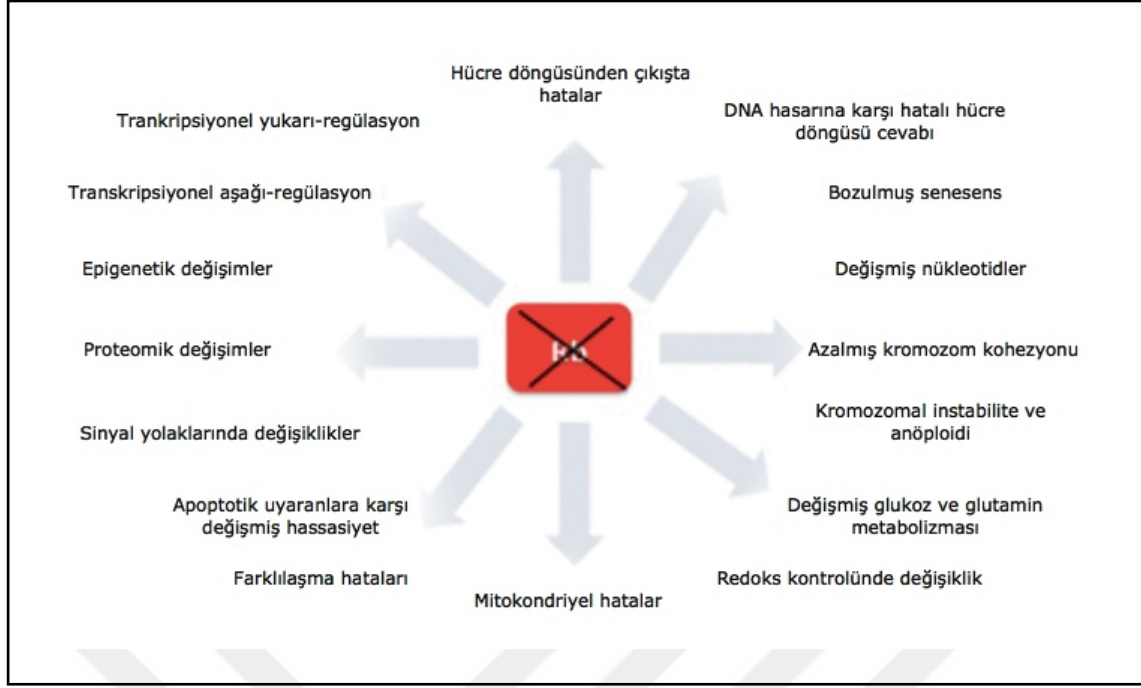 Hücre döngüsünden çıkışta
hatalar
Trankripsiyonel yukarı-regülasyon
DNA hasarına karşı hatalı hücre
döngüsü cevabı
Transkripsiyonel aşağı-regülasyon
Bozulmuş senesens
Epigenetik değişimler
Değişmiş nükleotidler
Rb
Proteomik değişimler
Azalmış kromozom kohezyonu
Sinyal yolaklarında değişiklikler
Kromozomal instabilite ve
anöploidi
Apoptotik uyaranlara karşı
değişmiş hassasiyet
Değişmiş glukoz ve glutamin
metabolizması
Farklılaşma hataları
Redoks kontrolünde değişiklik
Mitokondriyel hatalar